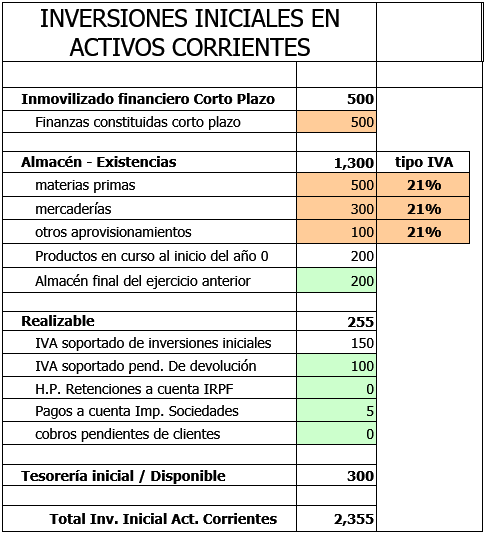 INVERSIONES INICIALES EN
ACTIVOS CORRIENTES
Inmovilizado financiero Corto Plazo 500
Finanzas constituidas corto plazo 500
Almacén - Existencias 1,300 tipo IVA
materias primas 500 21%
mercaderías 300 21%
otros aprovisionamientos 100 21%
Productos en curso al inicio del año 0 200
Almacén final del ejercicio anterior 200
Realizable 255
IVA soportado de inversiones iniciales 150
IVA soportado pend. De devolución 100
H.P. Retenciones a cuenta IRPF 0
Pagos a cuenta Imp. Sociedades 5
cobros pendientes de clientes 0
Tesorería inicial / Disponible 300
Total Inv. Inicial Act. Corrientes 2,355